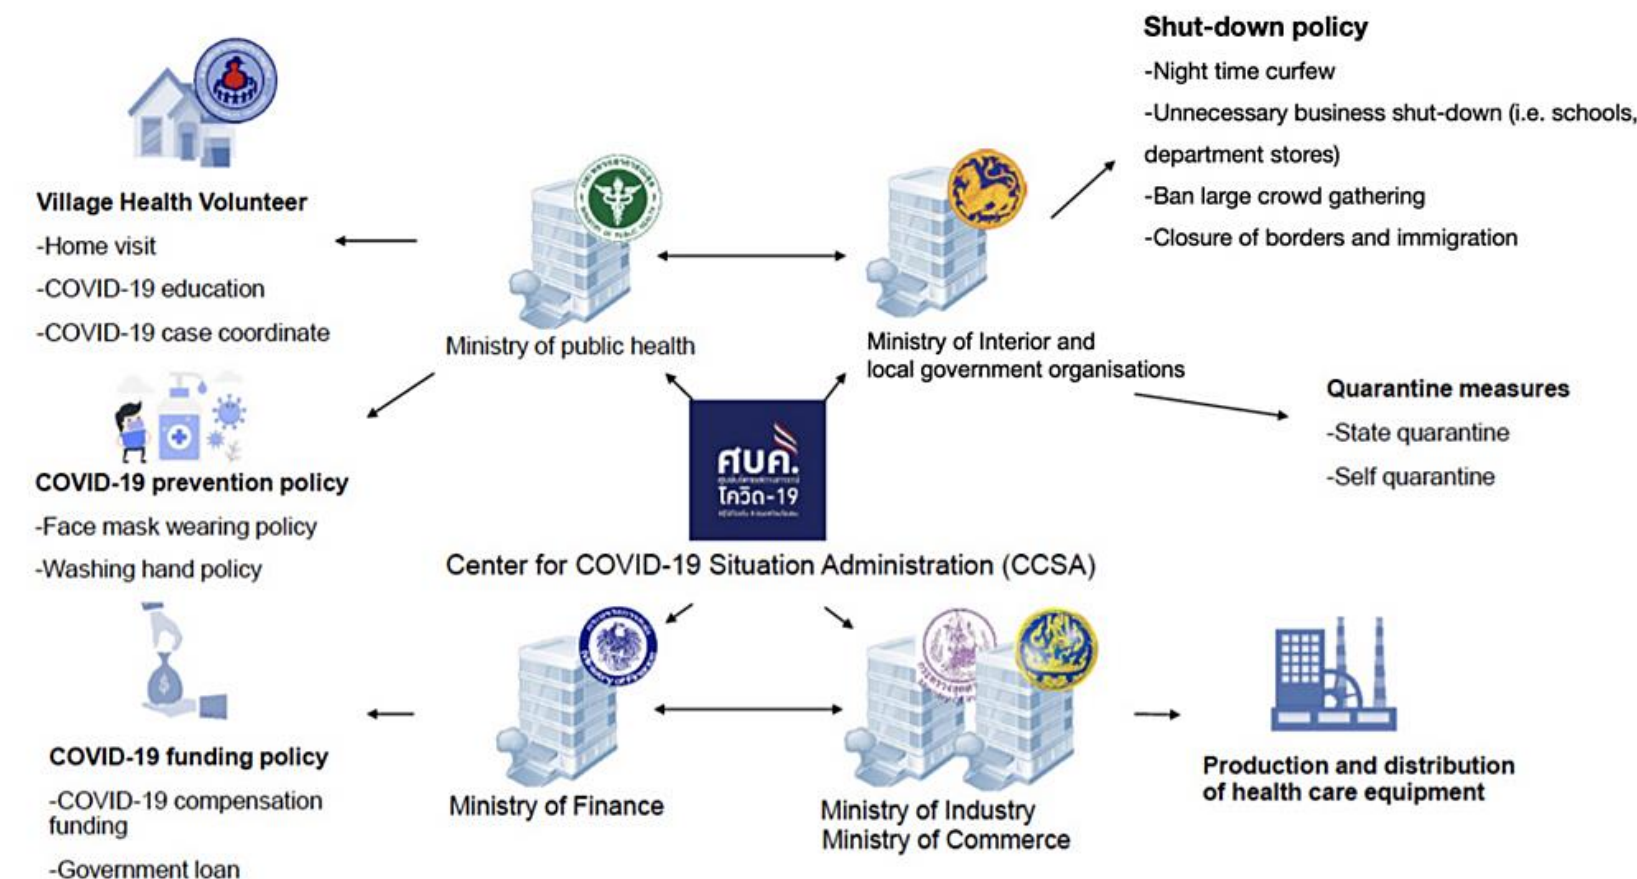 Shut-down policy
-Night time curfew
-Unnecessary business shut-down (i.e. schools,
department stores)
-Ban large crowd gathering
-Closure of borders and immigration
Village Health Volunteer
-Home visit
-COVID-19 education
-COVID-19 case coordinate
Ministry of public health
Ministry of Interior and
local government organisations
Quarantine measures
-State quarantine
-Self quarantine
COVID-19 prevention policy
-Face mask wearing policy
-Washing hand policy
ศบค.
โควิด-19
Center for COVID-19 Situation Administration (CCSA)
Ministry of Finance
COVID-19 funding policy
-COVID-19 compensation
funding
-Government loan
Ministry of Finance
Ministry of Industry
Ministry of Commerce
Production and distribution
of health care equipment